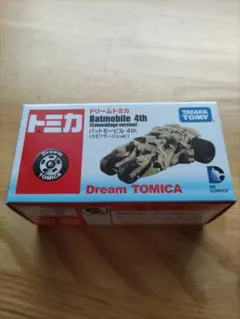 トミカ
Dream
TOMICA
ドリームトミカ
Batmobile 4th
(Camouflage version)
バットモービル 4th
(カモフラージュver.)
TAKARA
TOMY
Dream TOMICA
DC
COMICS